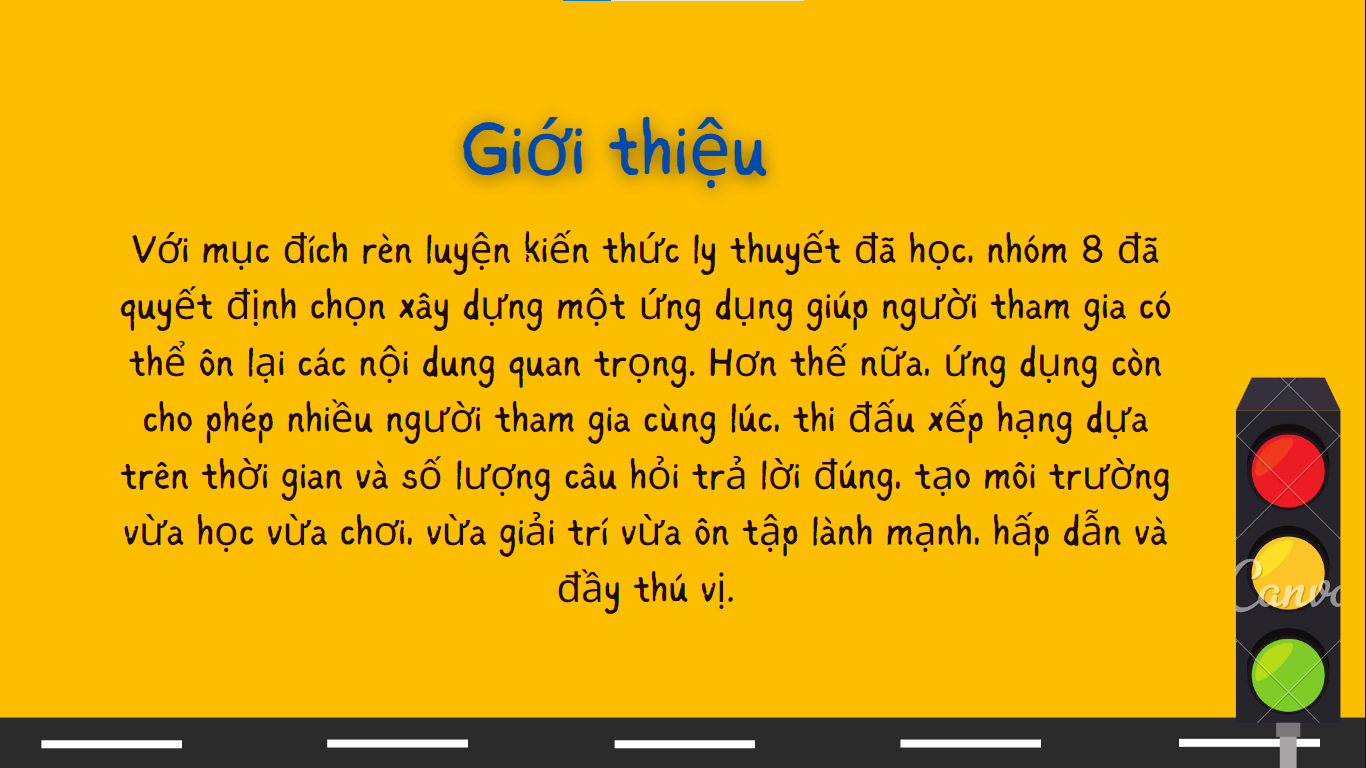 Giới thiệu
Với mục đích rèn luyện kiến thức ly thuyết đã học, nhóm 8 đã
quyết định chọn xây dựng một ứng dụng giúp người tham gia có
thể ôn lại các nội dung quan trọng. Hơn thế nữa, ứng dụng còn
cho phép nhiều người tham gia cùng lúc, thi đấu xếp hạng dựa
trên thời gian và số lượng câu hỏi trả lời đúng, tạo môi trường
vừa học vừa chơi, vừa giải trí vừa ôn tập lành mạnh, hấp dẫn và
đầy thú vị.
Canva